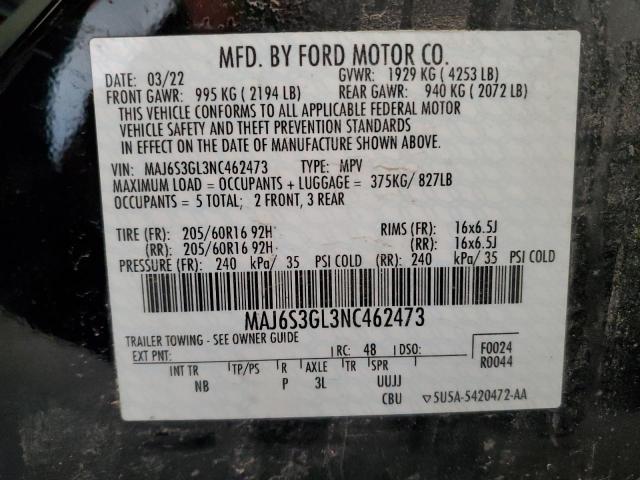 MFD. BY FORD MOTOR CO.
DATE: 03/22 GVWR: 1929 KG ( 4253 LB)
FRONT GAWR: 995 KG ( 2194 LB) REAR GAWR: 940 KG ( 2072 LB)
THIS VEHICLE CONFORMS TO ALL APPLICABLE FEDERAL MOTOR
VEHICLE SAFETY AND THEFT PREVENTION STANDARDS
IN EFFECT ON THE DATE OF MANUFACTURE SHOWN ABOVE.
VIN: MAJ6S3GL3NC462473 TYPE: MPV
MAXIMUM LOAD = OCCUPANTS + LUGGAGE = 375KG/ 827LB
OCCUPANTS = 5 TOTAL; 2 FRONT, 3 REAR
TIRE (FR): 205/60R16 92H RIMS (FR): 16x6.5J
(RR): 205/60R16 92H (RR): 16x6.5J
PRESSURE (FR): 240 kPa/ 35 PSI COLD (RR): 240 kPa/ 35 PSI COLD
MAJ6S3GL3NC462473
TRAILER TOWING - SEE OWNER GUIDE
EXT PNT: RC: 48 DSO: F0024
R0044
INT TR TP/PS R AXLE TR SPR
NB P 3L UUJJ
CBU ▽5U5A-5420472-AA